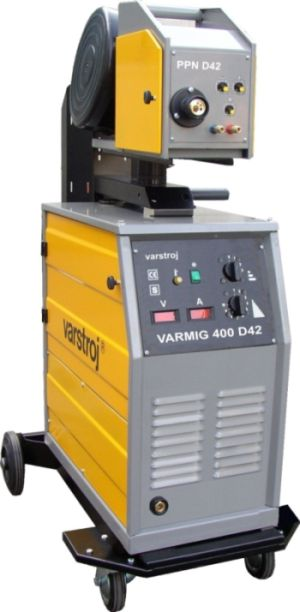 PPN D42
varstroj
S
V A
VARMIG 400 D42
varstroj®